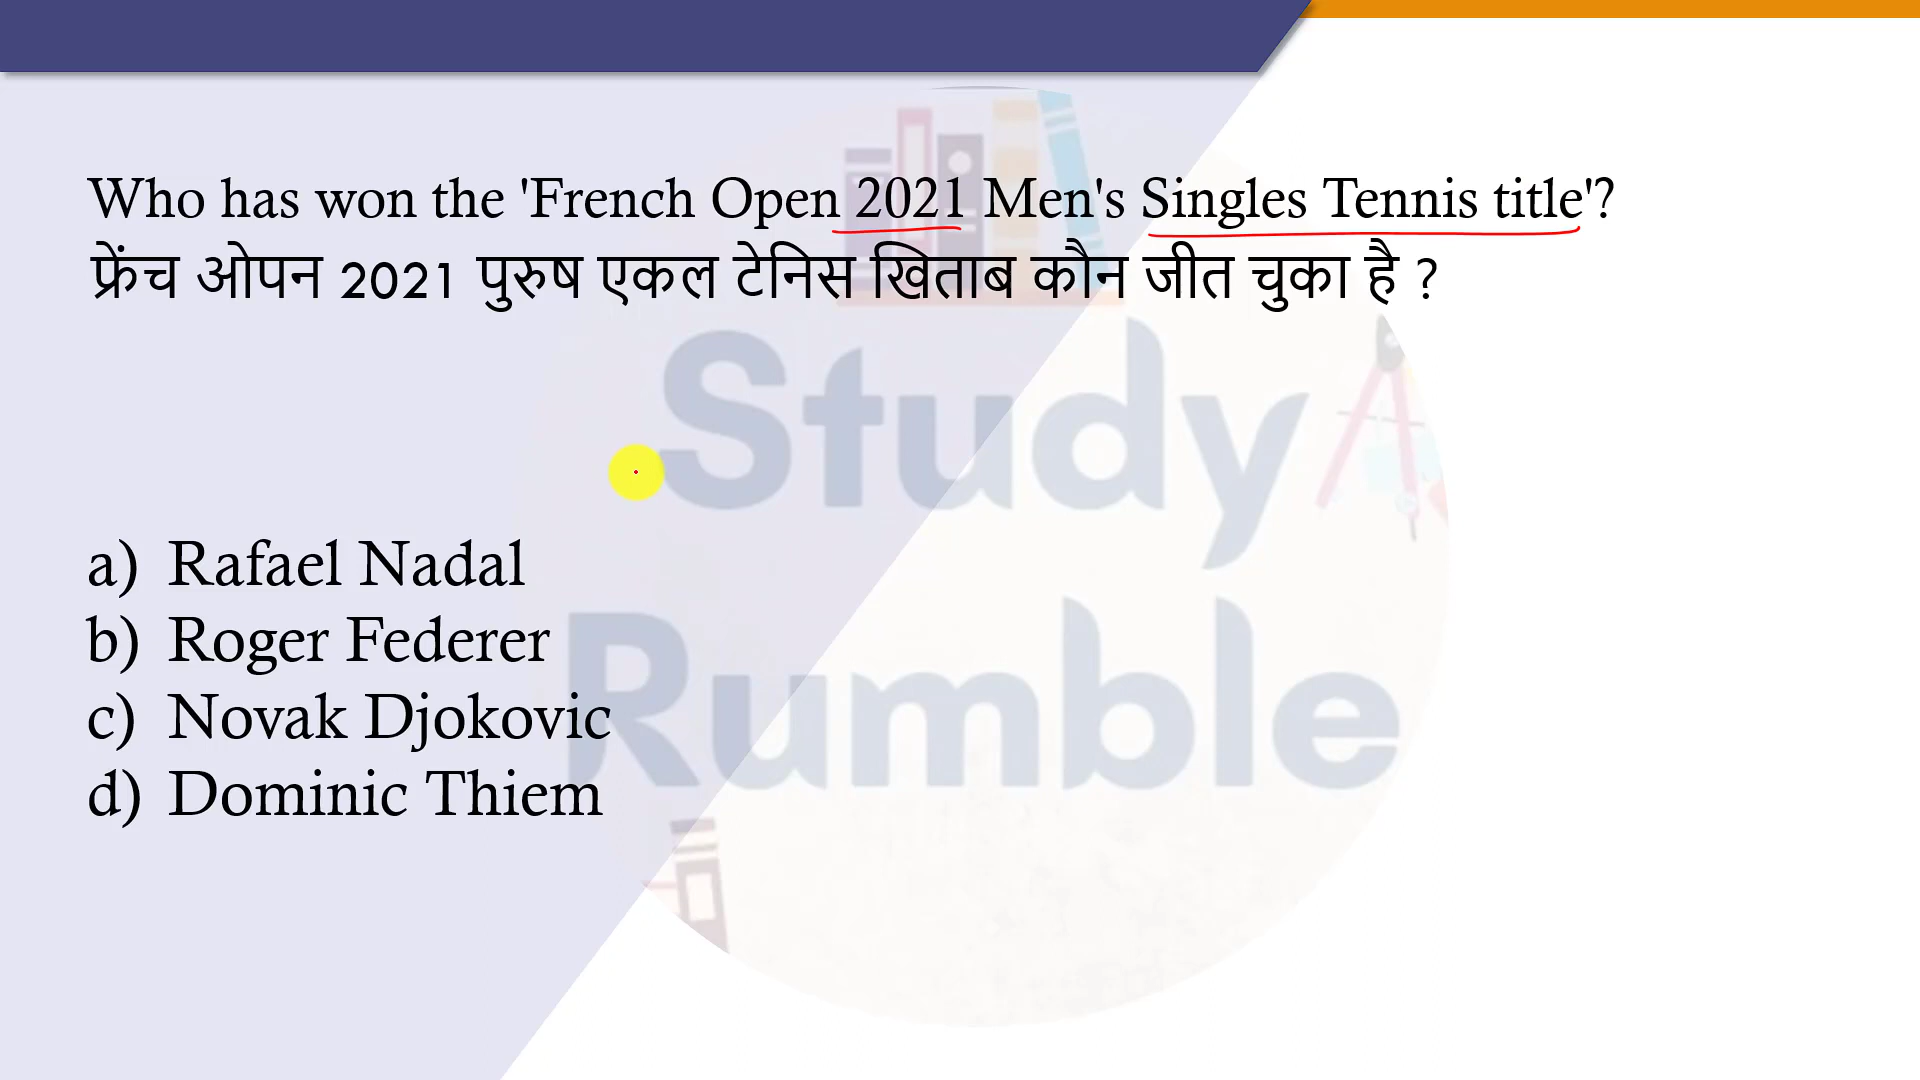 Who has won the 'French Open 2021 Men's Singles Tennis title'?
फ्रेंच ओपन 2021 पुरुष एकल टेनिस खिताब कौन जीत चुका है ?
Study
Rumble
a) Rafael Nadal
b) Roger Federer
c) Novak Djokovic
d) Dominic Thiem